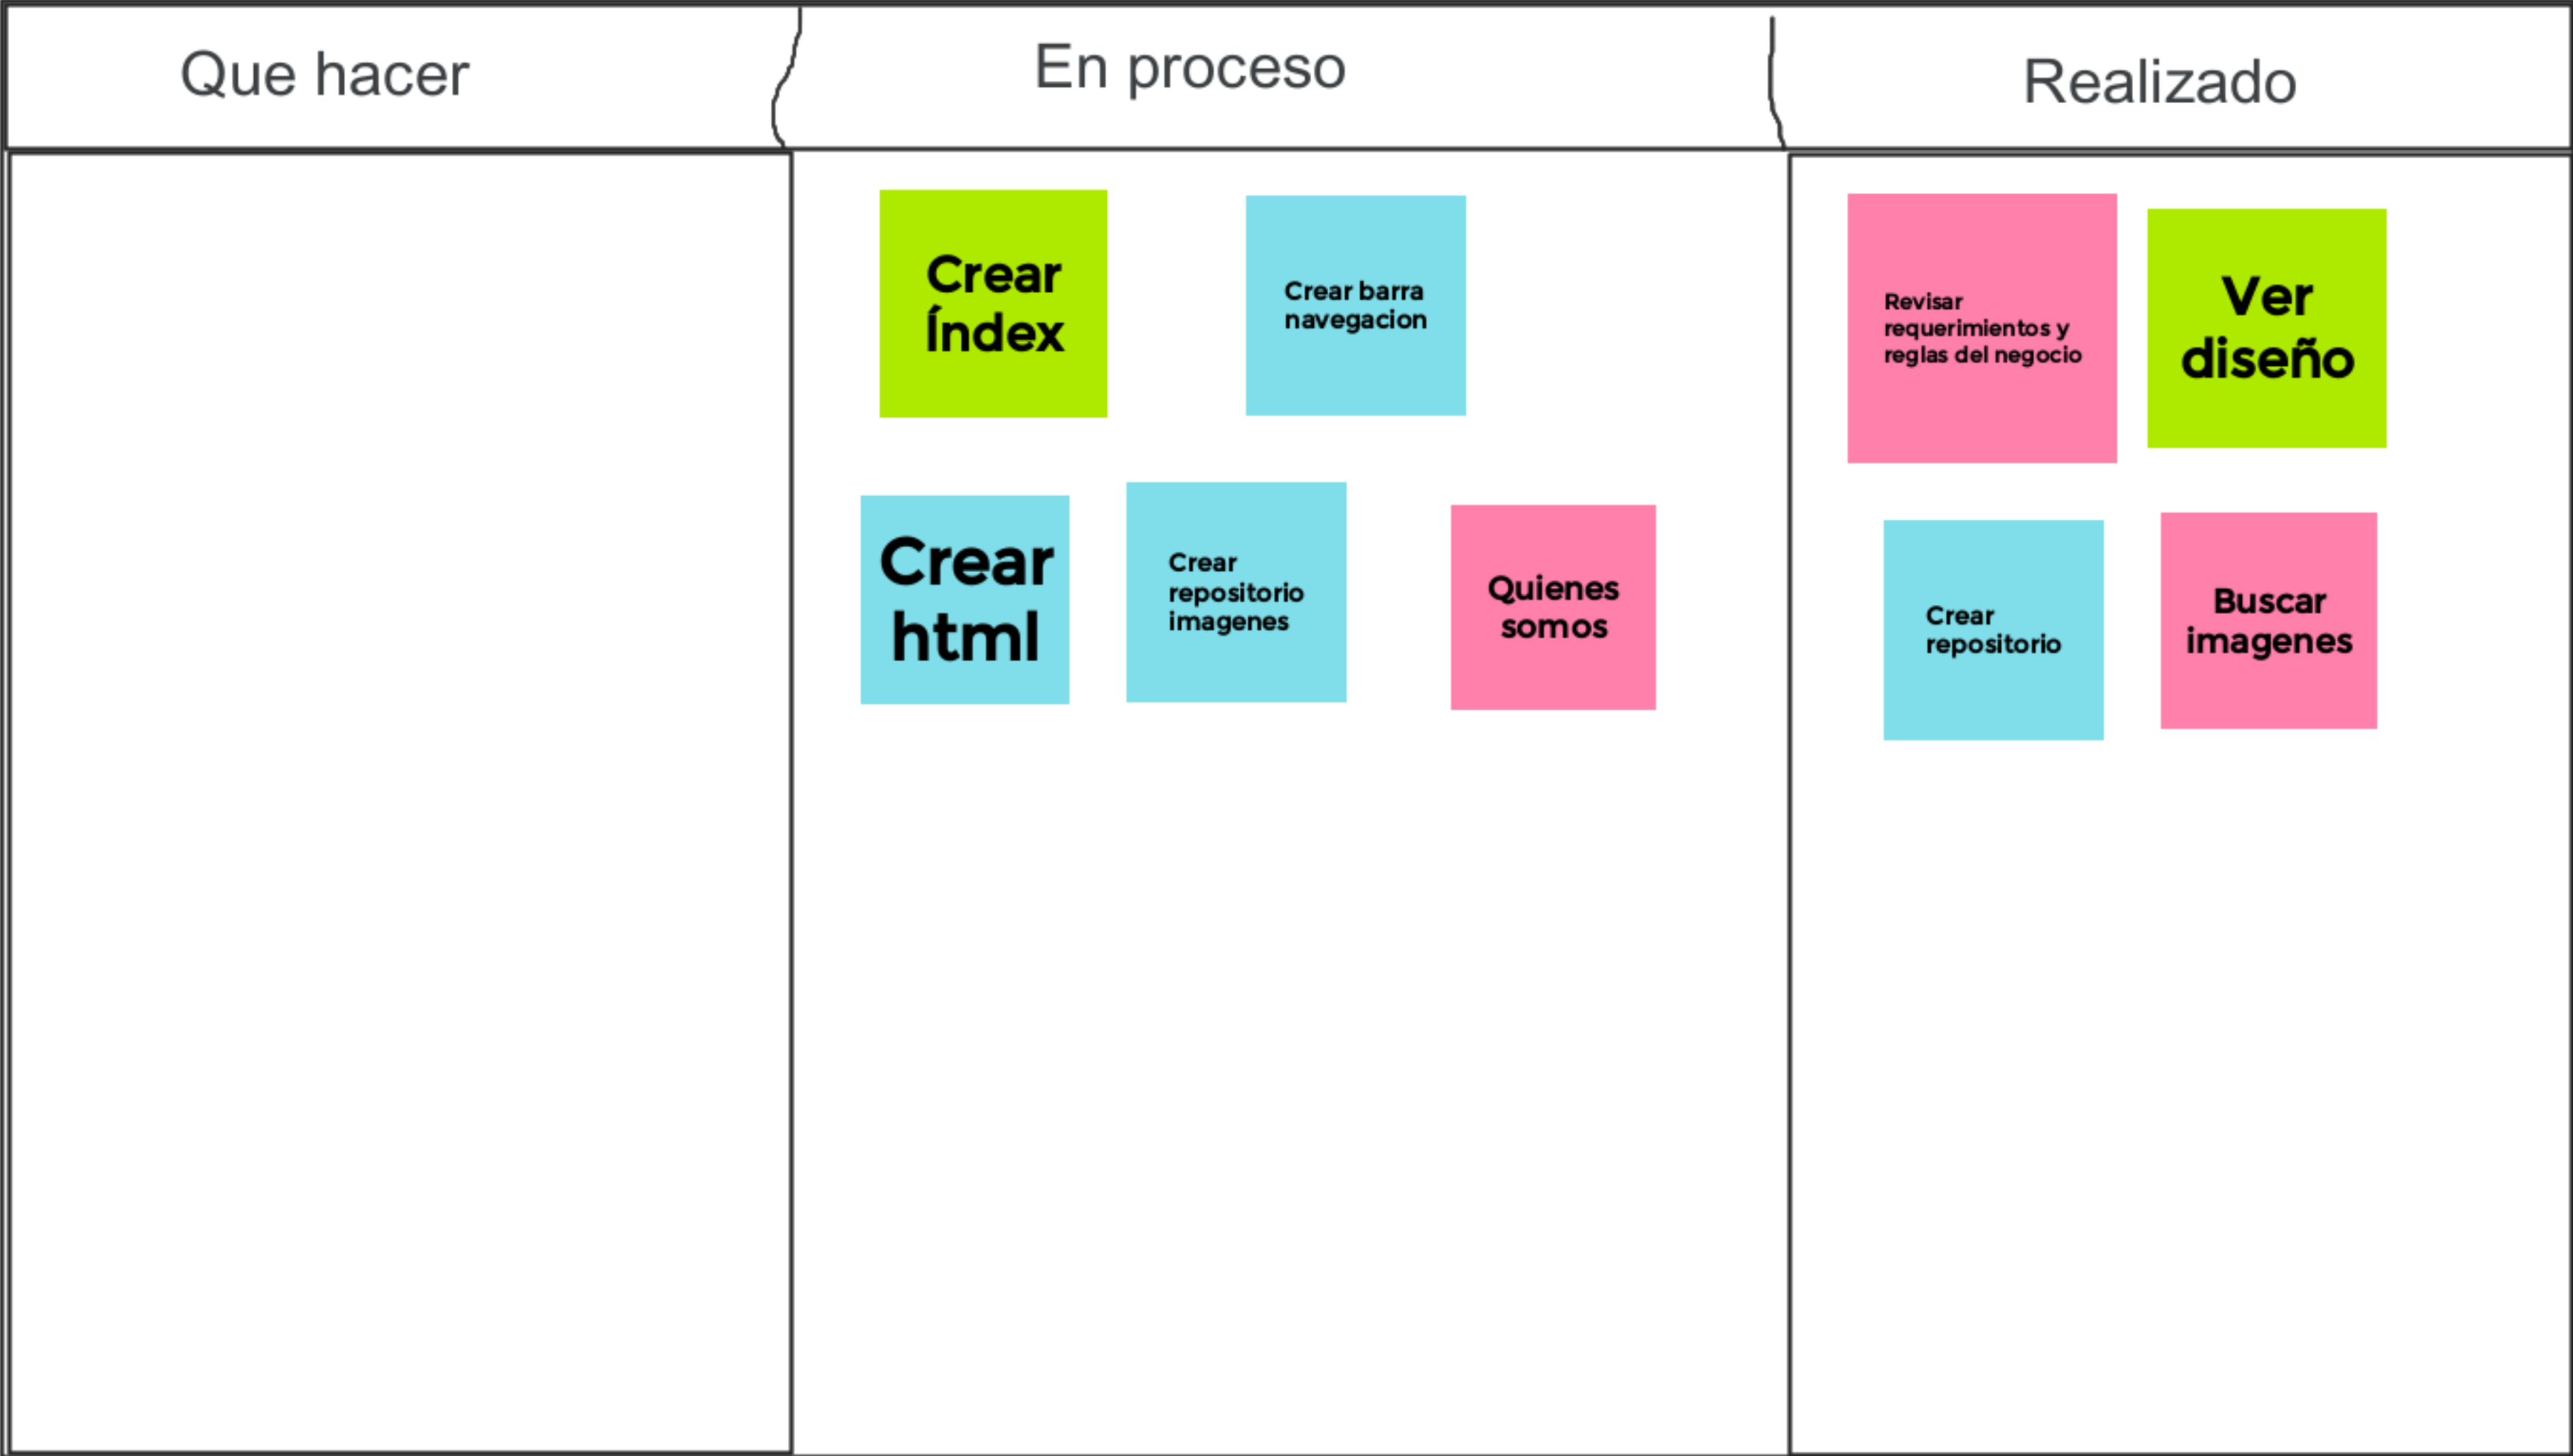 Que hacer
En proceso
Realizado
Crear
Índex
Crear barra
navegacion
Crear
html
Crear
repositorio
imagenes
Quienes
somos
Revisar
requerimientos y
reglas del negocio
Ver
diseño
Crear
repositorio
Buscar
imagenes